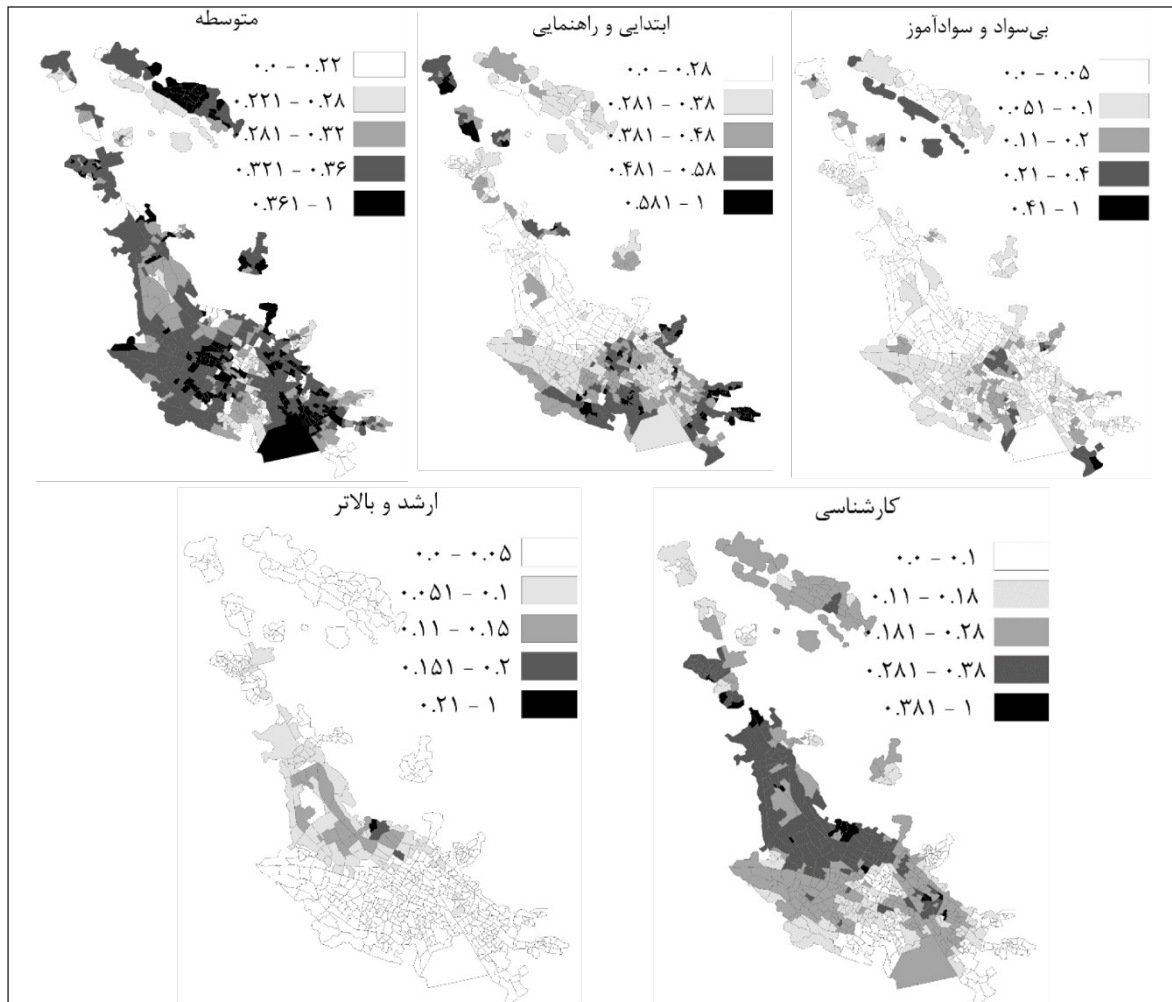 متوسطه
۰.۰ - ۰.۲۲
۰.۲۲۱ - ۰.۲۸
۰.۲۸۱ - ۰.۳۲
۰.۳۲۱ - ۰.۳۶
۰.۳۶۱ - ۱
ابتدایی و راهنمایی
۰.۰ - ۰.۲۸
۰.۲۸۱ - ۰.۳۸
۰.۳۸۱ - ۰.۴۸
۰.۴۸۱ - ۰.۵۸
۰.۵۸۱ - ۱
بی‌سواد و سوادآموز
۰.۰ - ۰.۰۵
۰.۰۵۱ - ۰.۱
۰.۱۱ - ۰.۲
۰.۲۱ - ۰.۴
۰.۴۱ - ۱
ارشد و بالاتر
۰.۰ - ۰.۰۵
۰.۰۵۱ - ۰.۱
۰.۱۱ - ۰.۱۵
۰.۱۵۱ - ۰.۲
۰.۲۱ - ۱
کارشناسی
۰.۰ - ۰.۱
۰.۱۱ - ۰.۱۸
۰.۱۸۱ - ۰.۲۸
۰.۲۸۱ - ۰.۳۸
۰.۳۸۱ - ۱